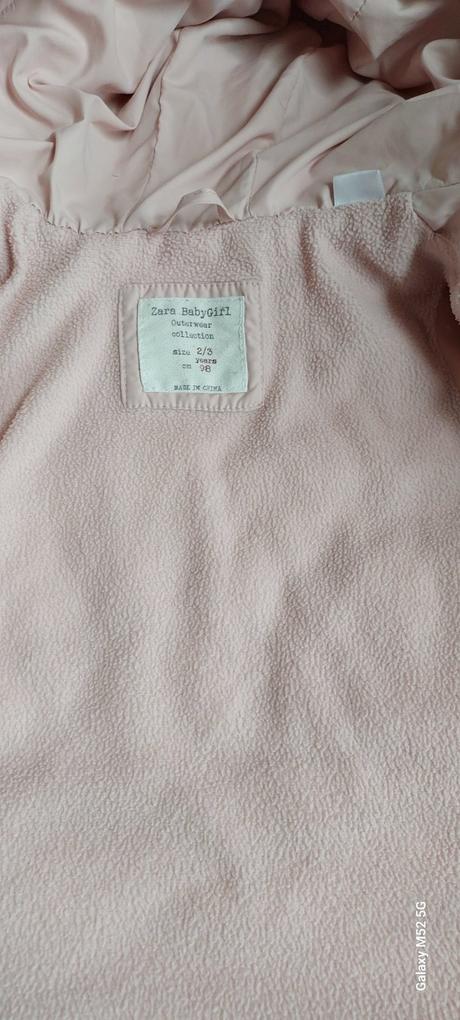 Zara BabyGirl
Outerwear
collection
size 2/3
years
cm 98
MADE IN CHINA
Galaxy M52 5G